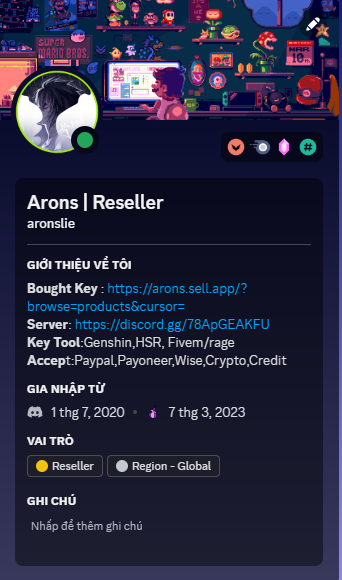 SUPER
MARIO BROS.
MAR
10
Arons | Reseller
aronslie
GIỚI THIỆU VỀ TÔI
Bought Key : https://arons.sell.app/?
browse=products&cursor=
Server: https://discord.gg/78ApGEAKFU
Key Tool:Genshin,HSR, Fivem/rage
Accept:Paypal,Payoneer,Wise,Crypto,Credit
GIA NHẬP TỪ
1 thg 7, 2020 • 7 thg 3, 2023
VAI TRÒ
Reseller Region - Global
GHI CHÚ
Nhấp để thêm ghi chú